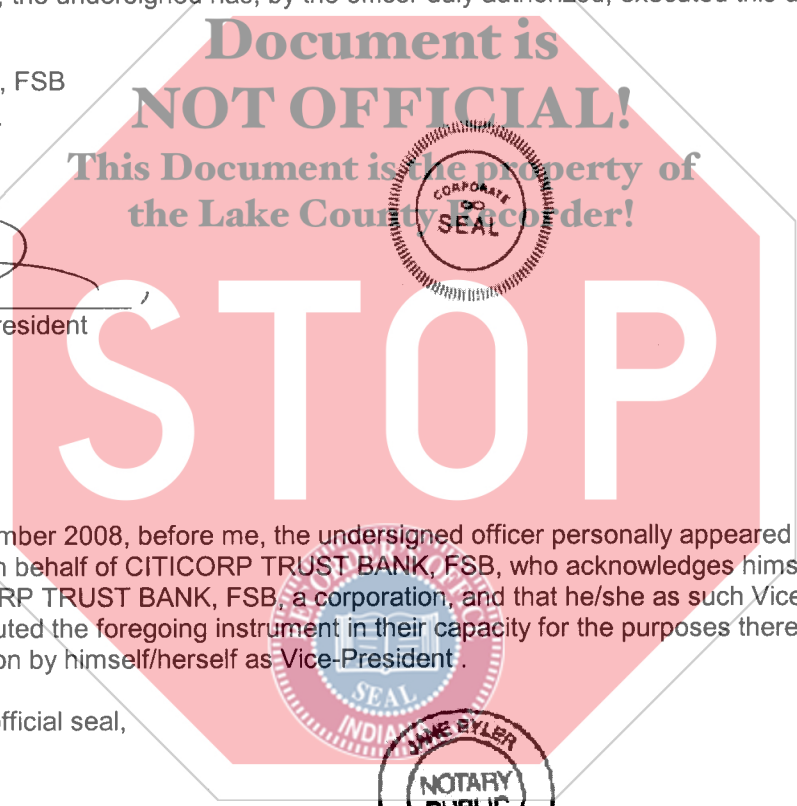 the undersigned has, by the officer duly authorized, executed this
Document is
, FSB
NOT OFFICIAL!
This Document is the property of
the Lake County Recorder!
CORPORATE
SEAL
resident
STOP
mber 2008, before me, the undersigned officer personally appeared
n behalf of CITICORP TRUST BANK, FSB, who acknowledges hims
RP TRUST BANK, FSB, a corporation, and that he/she as such Vice
uted the foregoing instrument in their capacity for the purposes there
on by himself/herself as Vice-President .
SEAL
INDIANA
official seal,
JANE BYLER
NOTARY
PUBLIC